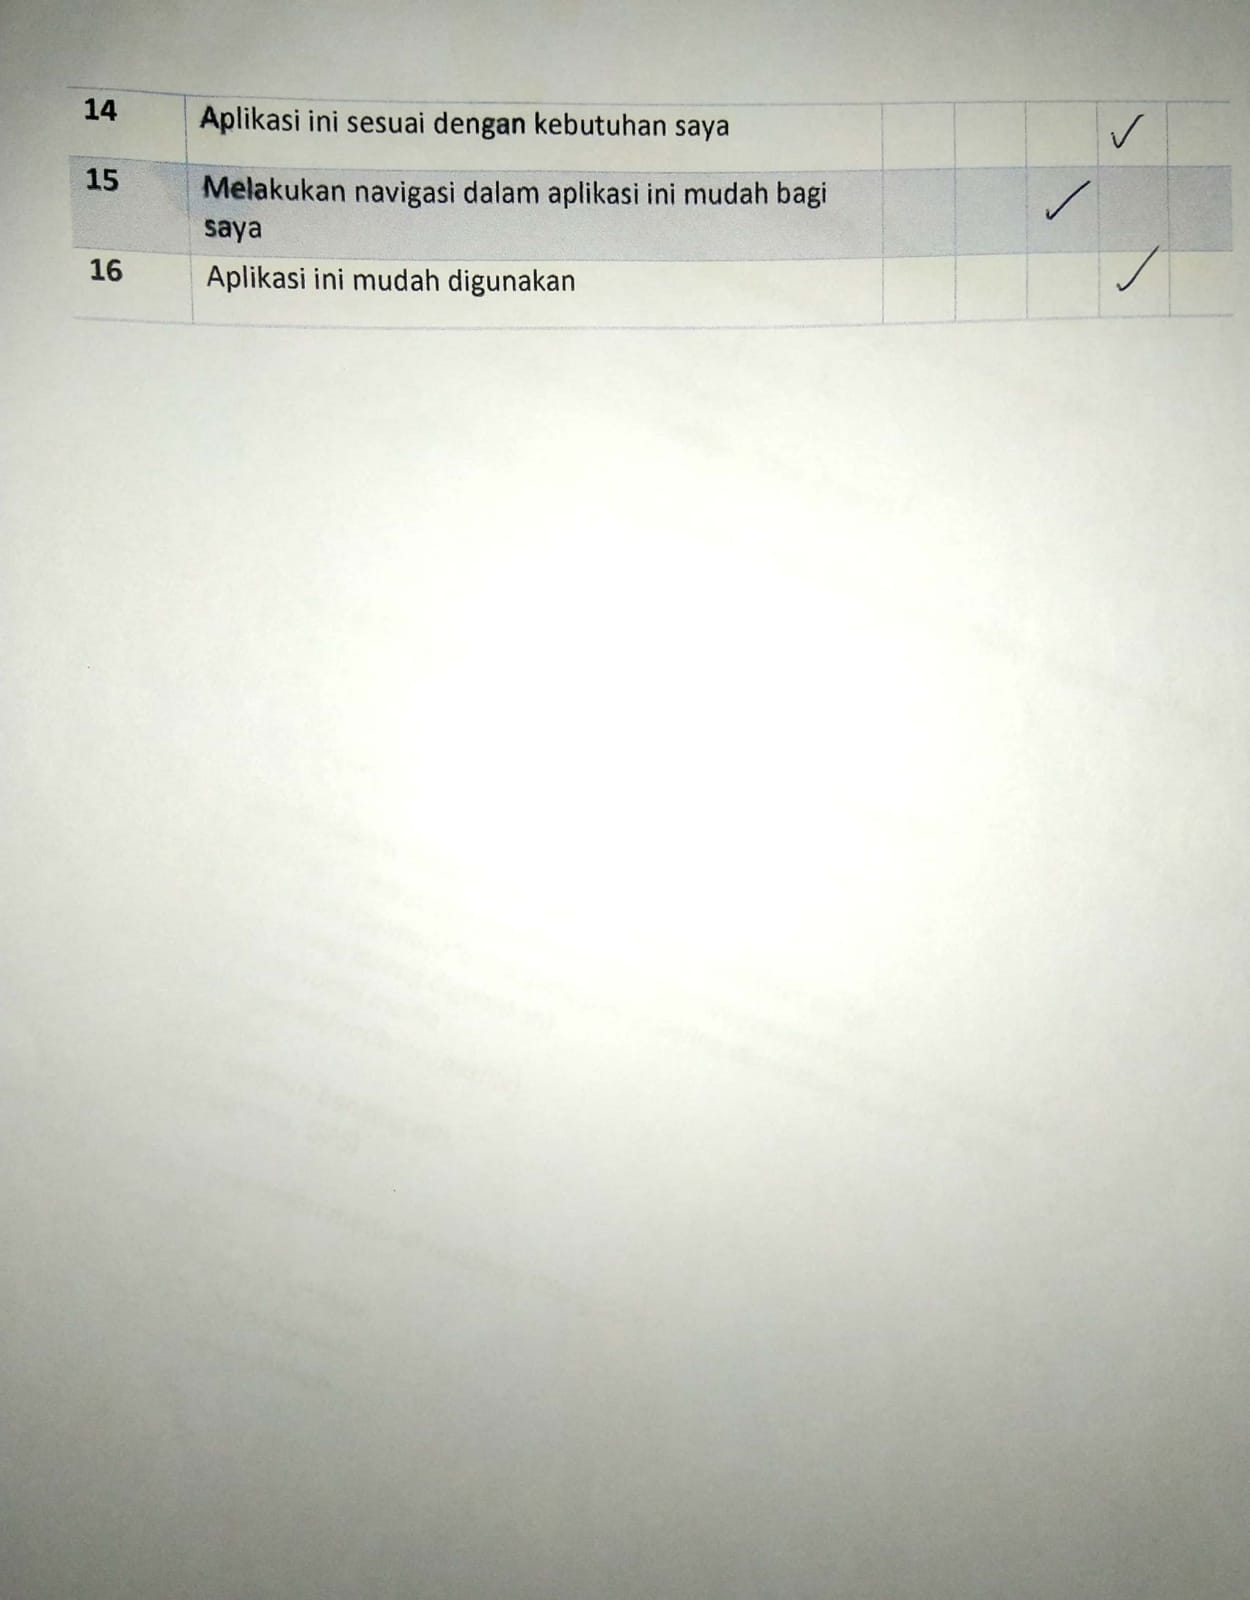 14 Aplikasi ini sesuai dengan kebutuhan saya ✓
15 Melakukan navigasi dalam aplikasi ini mudah bagi ✓
saya
16 Aplikasi ini mudah digunakan ✓